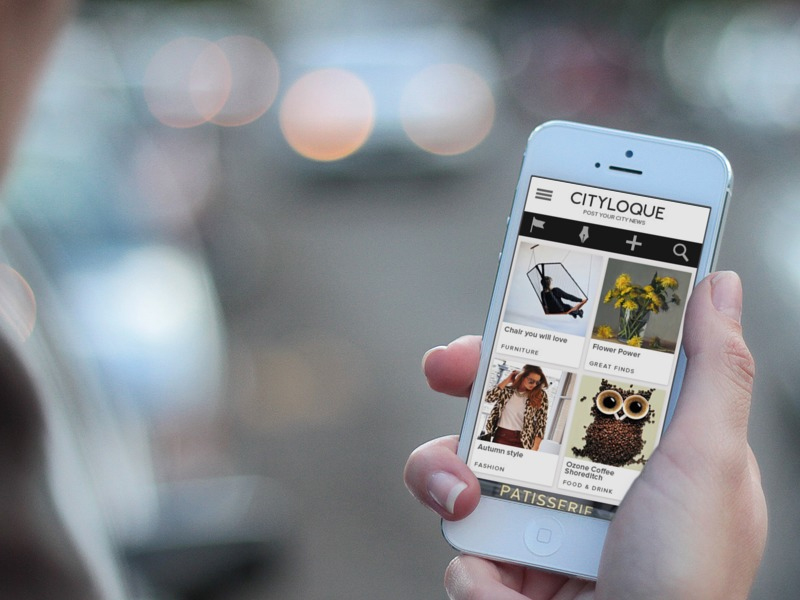 CITYLOQUE
POST YOUR CITY NEWS
Chair you will love
FURNITURE
Flower Power
GREAT FINDS
Autumn style
FASHION
Ozone Coffee
Shoreditch
FOOD & DRINK
PATISSERIE